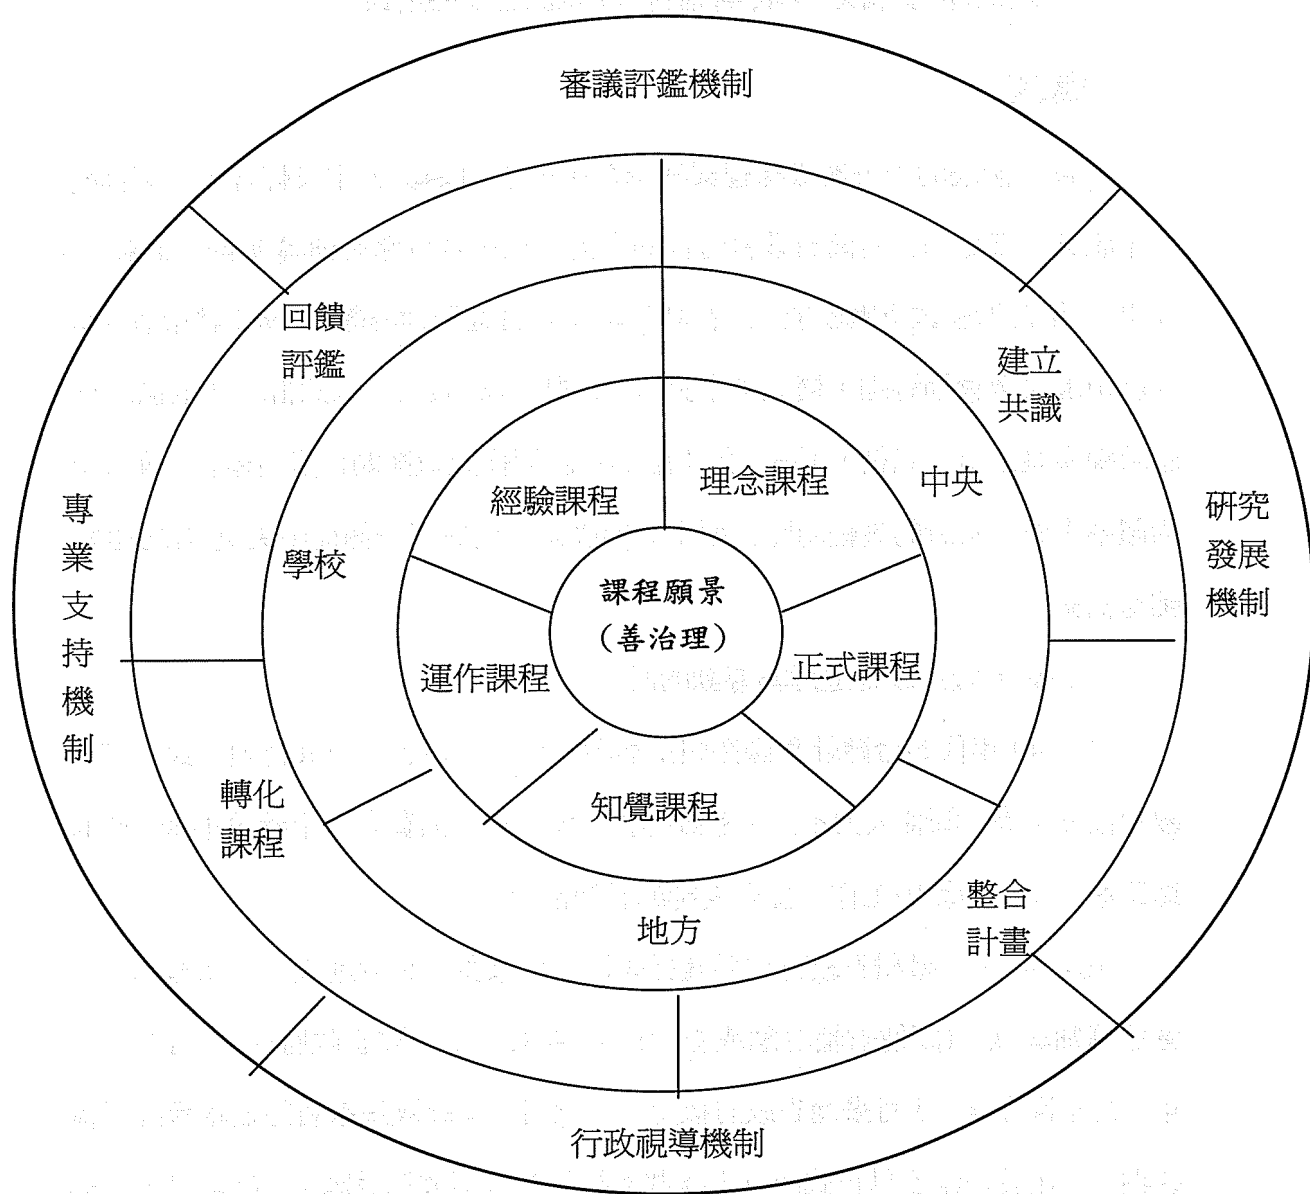 審議評鑑機制
回饋
評鑑
建立
共識
經驗課程
理念課程
中央
學校
專業支持機制
研究
發展
機制
課程願景
(善治理)
運作課程
正式課程
轉化
課程
知覺課程
整合
計畫
地方
行政視導機制